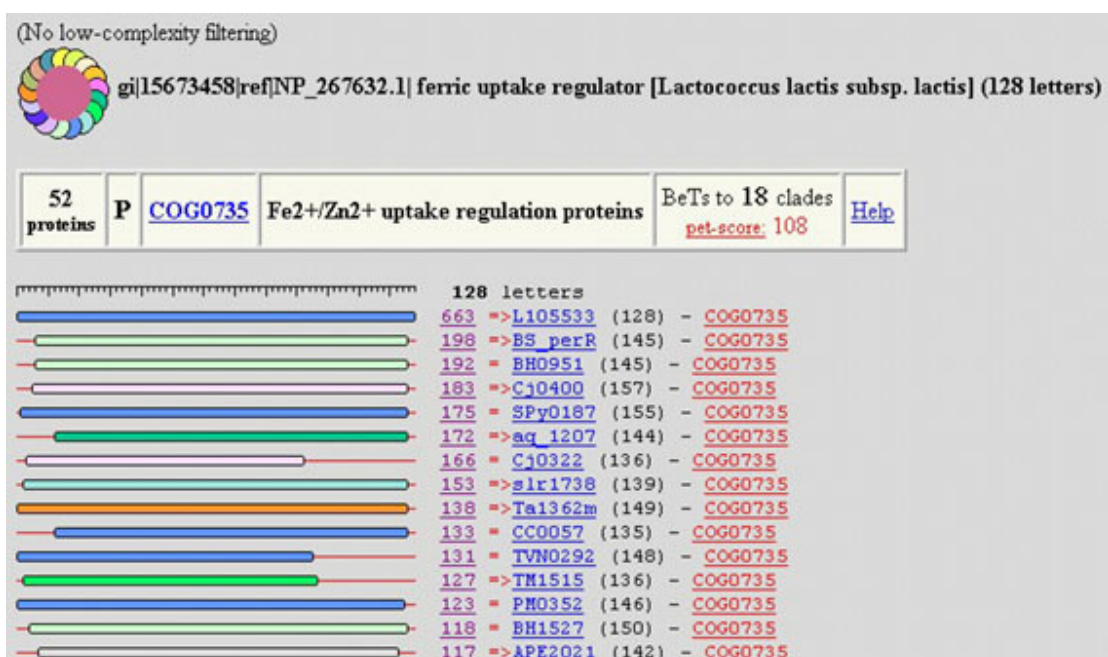 (No low-complexity filtering)
gi|15673458|ref|NP_267632.1| ferric uptake regulator [Lactococcus lactis subsp. lactis] (128 letters)
52 proteins P COG0735 Fe2+/Zn2+ uptake regulation proteins BeTs to 18 clades pet-score: 108 Help
128 letters
663 =>L105533 (128) - COG0735
198 =>BS_perR (145) - COG0735
192 = BH0951 (145) - COG0735
183 =>Cj0400 (157) - COG0735
175 = SPy0187 (155) - COG0735
172 =>aq_1207 (144) - COG0735
166 = Cj0322 (136) - COG0735
153 =>slr1738 (139) - COG0735
138 =>Ta1362m (149) - COG0735
133 = CC0057 (135) - COG0735
131 = TVN0292 (148) - COG0735
127 =>TM1515 (136) - COG0735
123 = PM0352 (146) - COG0735
118 = BH1527 (150) - COG0735
117 =>APE2021 (142) - COG0735